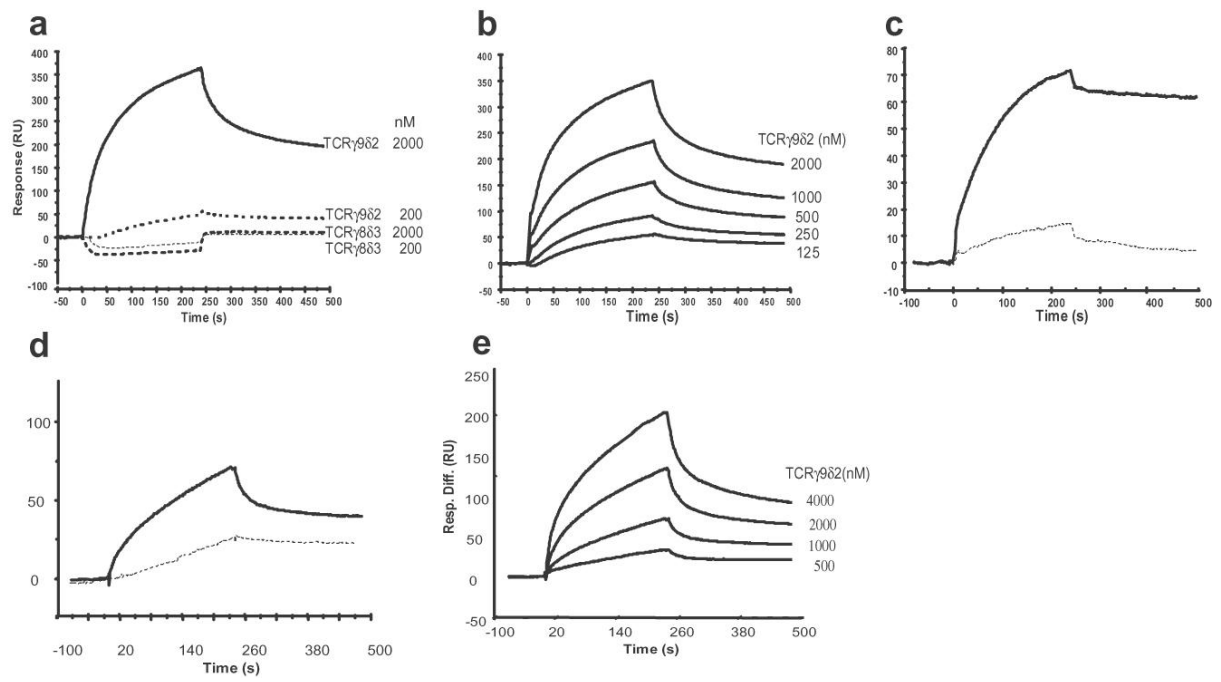 a
400
350
300
250
200
150
100
50
0
-50
-100
Response (RU)
-50 0 50 100 150 200 250 300 350 400 450 500
Time (s)
nM
TCRγ9δ2 2000
TCRγ9δ2 200
TCRγ8δ3 2000
TCRγ8δ3 200
b
400
350
300
250
200
150
100
50
0
-50
-50 0 50 100 150 200 250 300 350 400 450 500
Time (s)
TCRγ9δ2 (nM)
2000
1000
500
250
125
c
80
70
60
50
40
30
20
10
0
-10
-100 0 100 200 300 400 500
Time (s)
d
100
50
0
-100 20 140 260 380 500
Time (s)
e
250
200
150
100
50
0
-50
Resp. Diff. (RU)
-100 20 140 260 380 500
Time (s)
TCRγ9δ2(nM)
4000
2000
1000
500